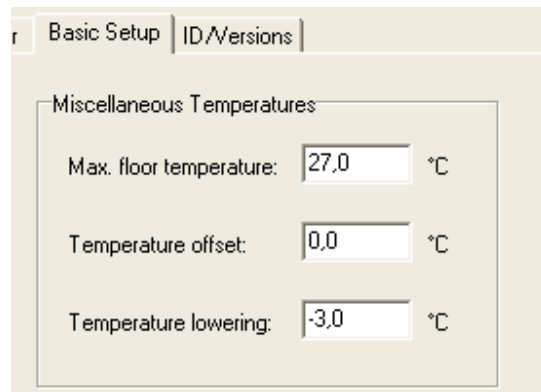 r Basic Setup ID/Versions
Miscellaneous Temperatures
Max. floor temperature: 27,0 °C
Temperature offset: 0,0 °C
Temperature lowering: -3,0 °C